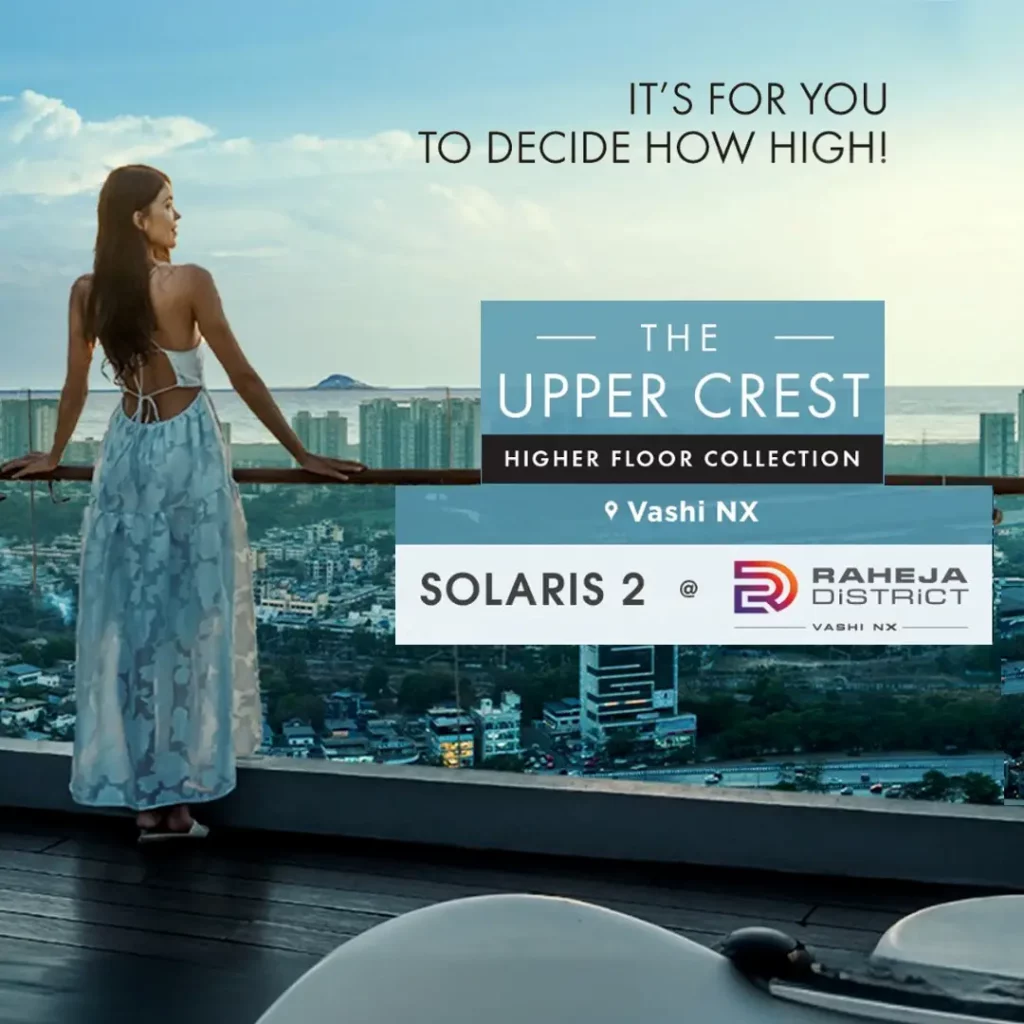 IT'S FOR YOU
TO DECIDE HOW HIGH!
THE
UPPER CREST
HIGHER FLOOR COLLECTION
Vashi NX
SOLARIS 2 @ RAHEJA
DISTRICT
VASHI NX